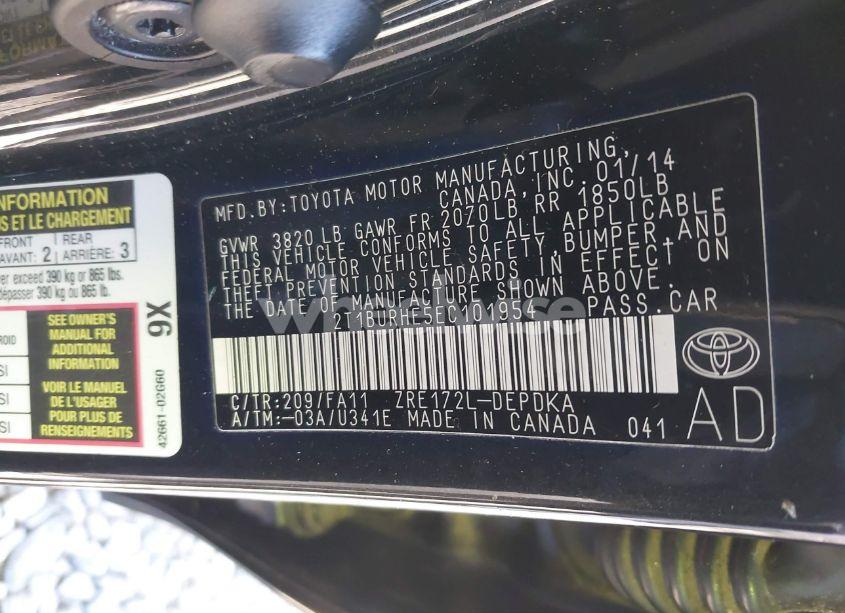 INFORMATION
US ET LE CHARGEMENT
FRONT
AVANT: 2
REAR
ARRIÈRE: 3
ver exceed 390 kg or 865 lbs.
dépasser 390 kg ou 865 lb.
SEE OWNER'S
MANUAL FOR
ADDITIONAL
INFORMATION
VOIR LE MANUEL
DE L'USAGER
POUR PLUS DE
RENSEIGNEMENTS
9X
42661-02G60
MFD.BY:TOYOTA MOTOR MANUFACTURING,
CANADA,INC. 01/14
GVWR 3820 LB GAWR FR 2070LB RR 1850LB
THIS VEHICLE CONFORMS TO ALL APPLICABLE
FEDERAL MOTOR VEHICLE SAFETY, BUMPER AND
THEFT PREVENTION STANDARDS IN EFFECT ON
THE DATE OF MANUFACTURE SHOWN ABOVE.
2T1BURHE5EC101954 PASS.CAR
C/TR:209/FA11 ZRE172L-DEPDKA
A/TM:-03A/U341E MADE IN CANADA 041
AD